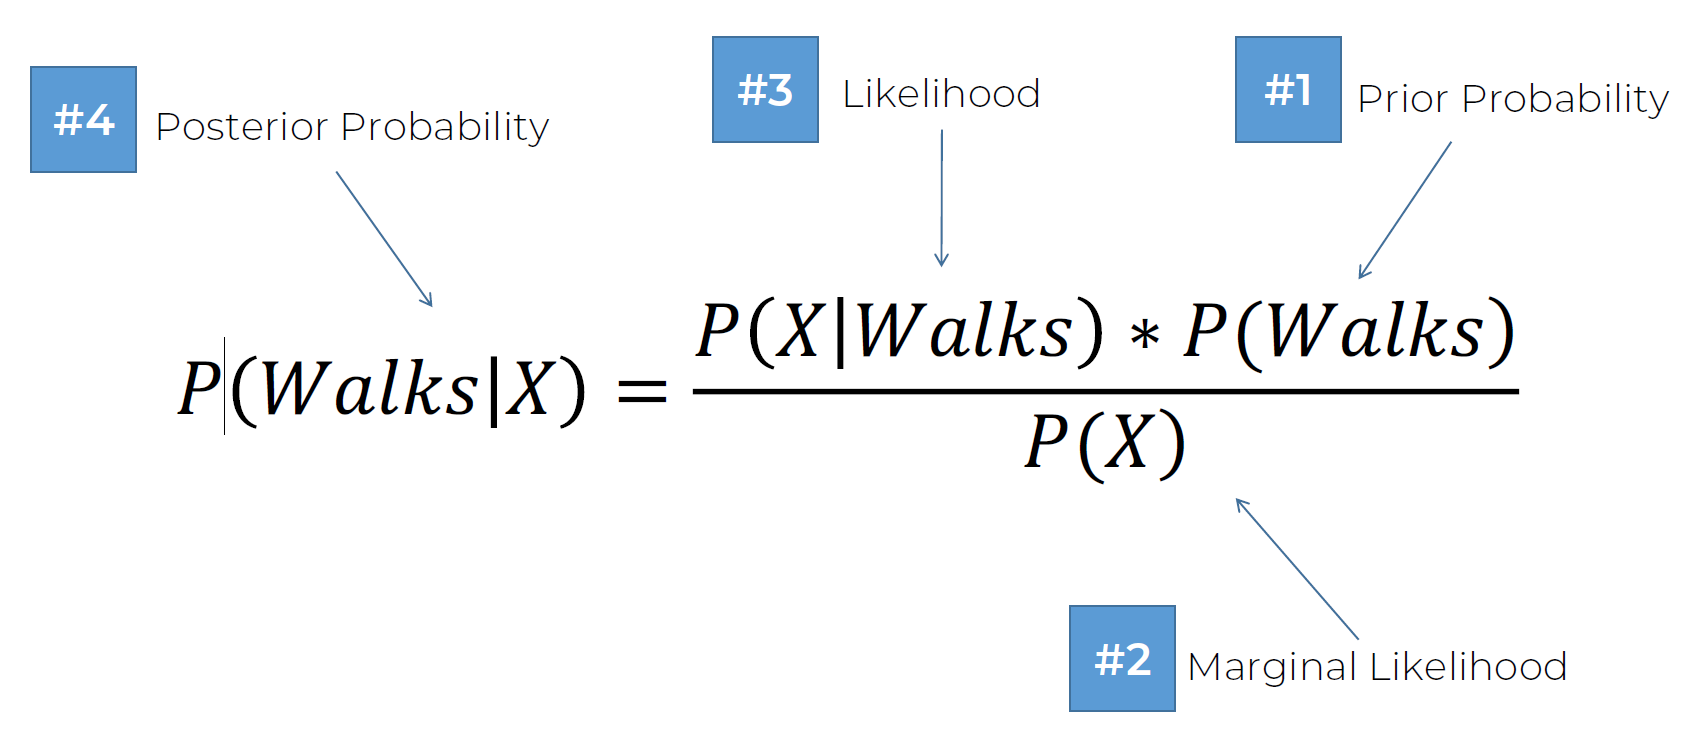 #4 Posterior Probability
#3 Likelihood
#1 Prior Probability
P(Walks|X) = P(X|Walks) * P(Walks)
P(X)
#2 Marginal Likelihood